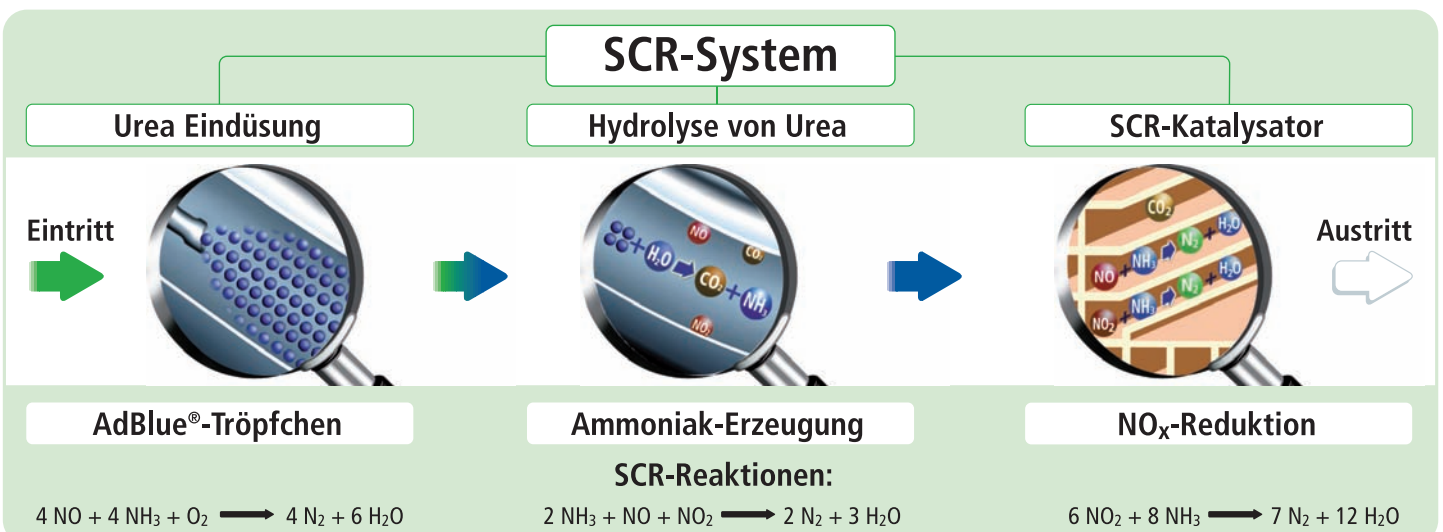 SCR-System
Urea Eindüsung
Hydrolyse von Urea
SCR-Katalysator
Eintritt
H₂O
CO₂
NH₃
NO
CO₂
NO₂
CO₂
NO + NH₃ N₂ + H₂O
NO₂ + NH₃ N₂ + H₂O
Austritt
AdBlue®-Tröpfchen
Ammoniak-Erzeugung
NOₓ-Reduktion
SCR-Reaktionen:
4 NO + 4 NH₃ + O₂ ⟶ 4 N₂ + 6 H₂O
2 NH₃ + NO + NO₂ ⟶ 2 N₂ + 3 H₂O
6 NO₂ + 8 NH₃ ⟶ 7 N₂ + 12 H₂O